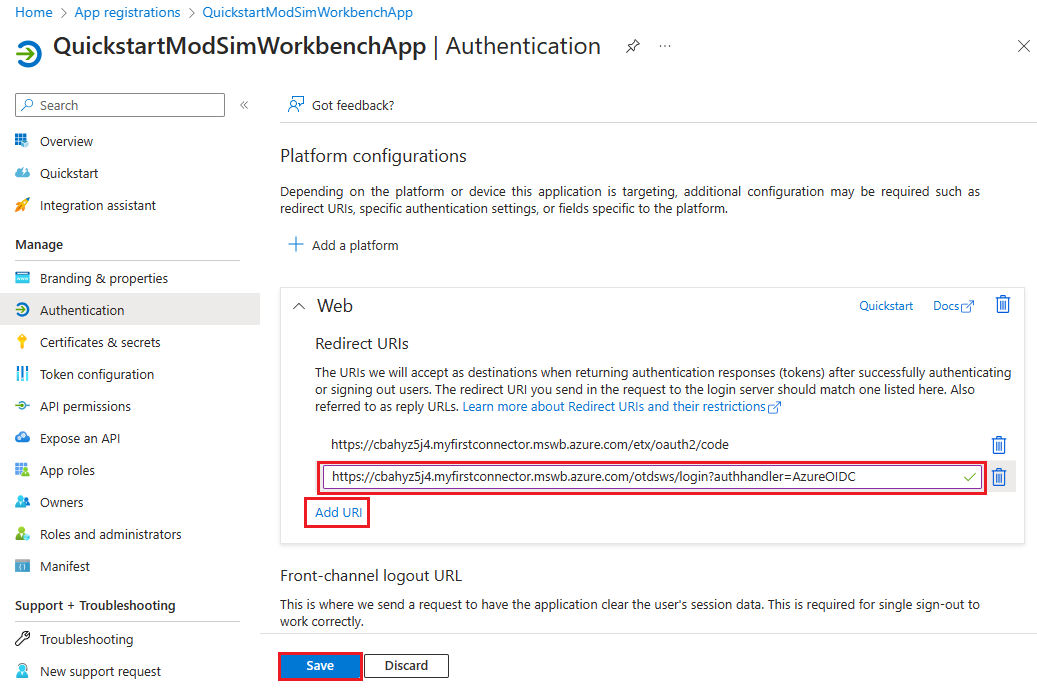 Home > App registrations > QuickstartModSimWorkbenchApp
QuickstartModSimWorkbenchApp | Authentication
Search
Overview
Quickstart
Integration assistant
Manage
Branding & properties
Authentication
Certificates & secrets
Token configuration
API permissions
Expose an API
App roles
Owners
Roles and administrators
Manifest
Support + Troubleshooting
Troubleshooting
New support request
Got feedback?
Platform configurations
Depending on the platform or device this application is targeting, additional configuration may be required such as
redirect URIs, specific authentication settings, or fields specific to the platform.
Add a platform
Web
Quickstart
Docs
Redirect URIs
The URIs we will accept as destinations when returning authentication responses (tokens) after successfully authenticating
or signing out users. The redirect URI you send in the request to the login server should match one listed here. Also
referred to as reply URLs. Learn more about Redirect URIs and their restrictions
https://cbahyz5j4.myfirstconnector.mswb.azure.com/etx/oauth2/code
https://cbahyz5j4.myfirstconnector.mswb.azure.com/otdsws/login?authhandler=AzureOIDC
Add URI
Front-channel logout URL
This is where we send a request to have the application clear the user's session data. This is required for single sign-out to
work correctly.
Save
Discard